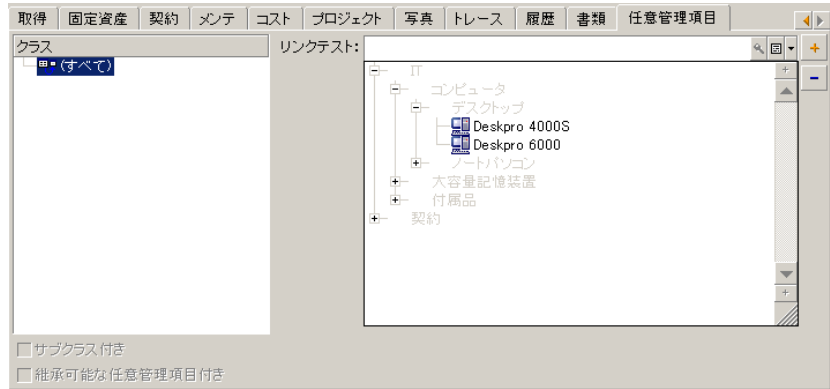 取得 固定資産 契約 メンテ コスト プロジェクト 写真 トレース 履歴 書類 任意管理項目
クラス
(すべて)
リンクテスト:
IT
コンピュータ
デスクトップ
Deskpro 4000S
Deskpro 6000
ノートパソコン
大容量記憶装置
付属品
契約
サブクラス付き
継承可能な任意管理項目付き